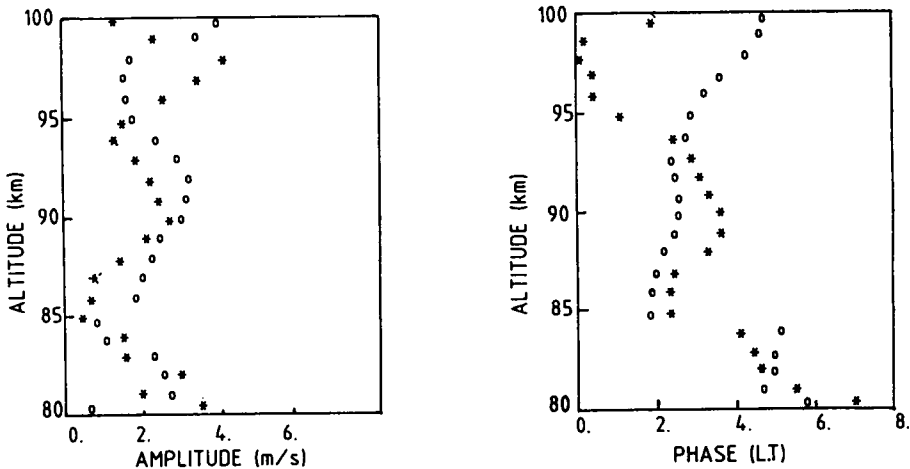 100
95
90
85
80
ALTITUDE (km)
0. 2. 4. 6.
AMPLITUDE (m/s)
100
95
90
85
80
ALTITUDE (km)
0. 2. 4. 6. 8.
PHASE (L.T)